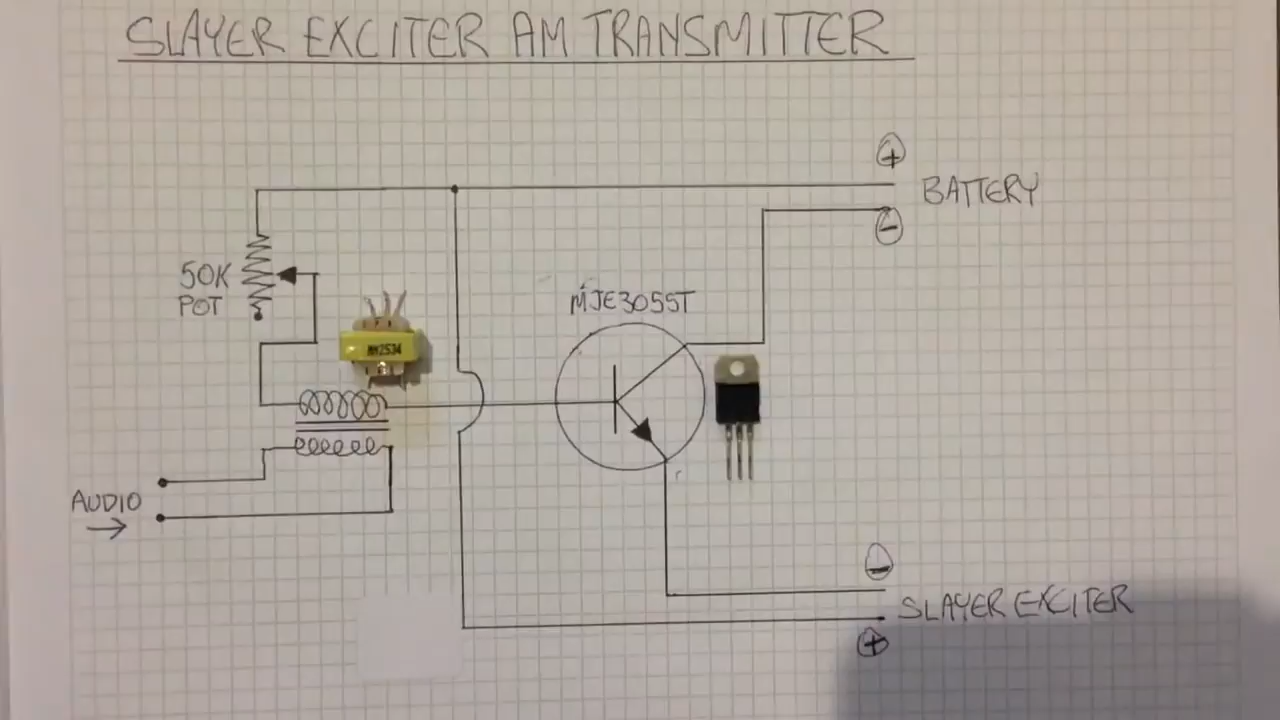 SLAYER EXCITER AM TRANSMITTER
+
BATTERY
-
50K
POT
MJE3055T
AUDIO
-
SLAYER EXCITER
+